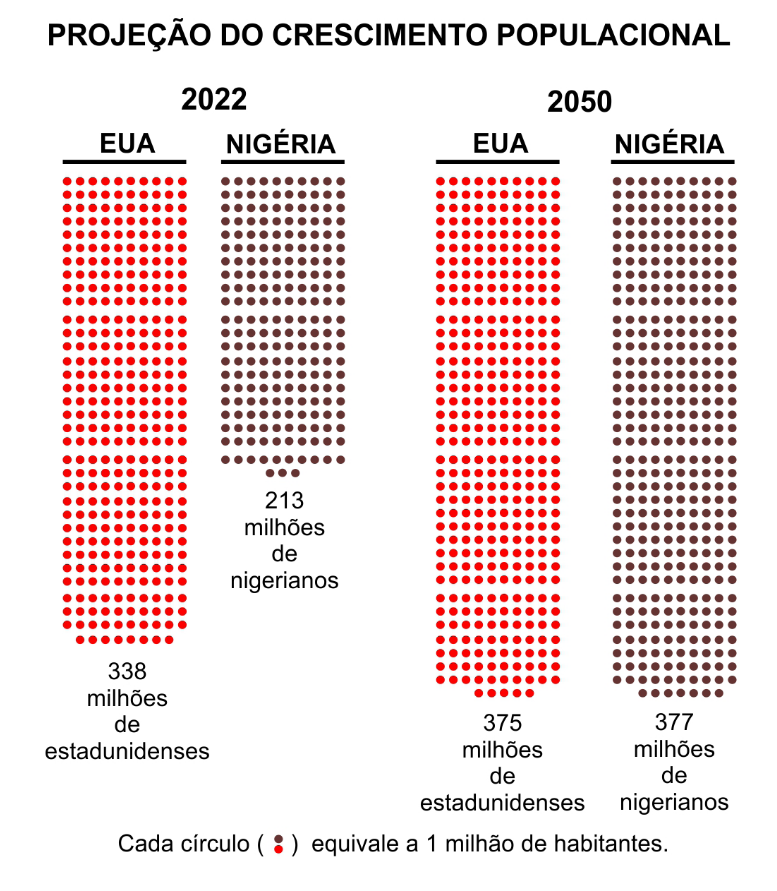 PROJEÇÃO DO CRESCIMENTO POPULACIONAL
2022
EUA
NIGÉRIA
338
milhões
de
estadunidenses
213
milhões
de
nigerianos
2050
EUA
NIGÉRIA
375
milhões
de
estadunidenses
377
milhões
de
nigerianos
Cada círculo ( ) equivale a 1 milhão de habitantes.